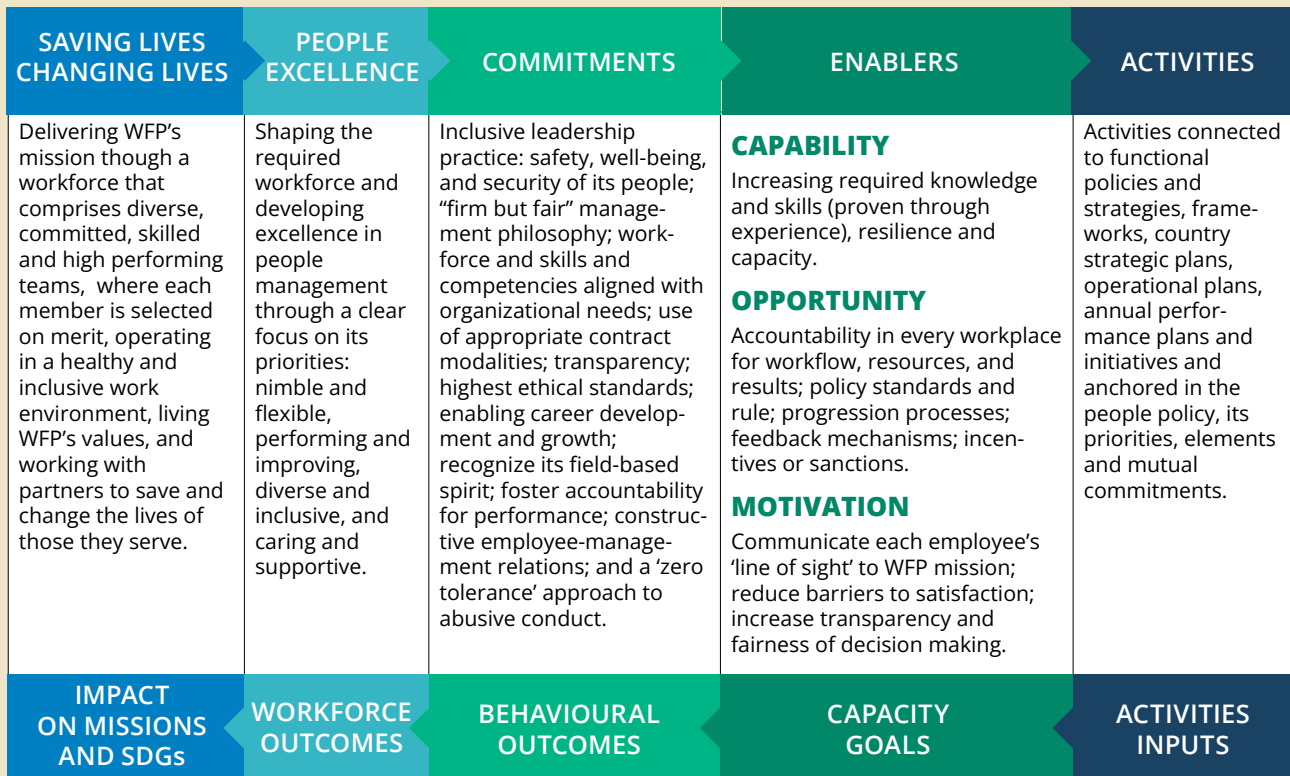 SAVING LIVES
CHANGING LIVES
PEOPLE
EXCELLENCE
COMMITMENTS
ENABLERS
ACTIVITIES
Delivering WFP's
mission though a
workforce that
comprises diverse,
committed, skilled
and high performing
teams, where each
member is selected
on merit, operating
in a healthy and
inclusive work
environment, living
WFP's values, and
working with
partners to save and
change the lives of
those they serve.
Shaping the
required
workforce and
developing
excellence in
people
management
through a clear
focus on its
priorities:
nimble and
flexible,
performing and
improving,
diverse and
inclusive, and
caring and
supportive.
Inclusive leadership
practice: safety, well-being,
and security of its people;
“firm but fair” manage-
ment philosophy; work-
force and skills and
competencies aligned with
organizational needs; use
of appropriate contract
modalities; transparency;
highest ethical standards;
enabling career develop-
ment and growth;
recognize its field-based
spirit; foster accountability
for performance; construc-
tive employee-manage-
ment relations; and a ‘zero
tolerance’ approach to
abusive conduct.
CAPABILITY
Increasing required knowledge
and skills (proven through
experience), resilience and
capacity.
OPPORTUNITY
Accountability in every workplace
for workflow, resources, and
results; policy standards and
rule; progression processes;
feedback mechanisms; incen-
tives or sanctions.
MOTIVATION
Communicate each employee’s
‘line of sight’ to WFP mission;
reduce barriers to satisfaction;
increase transparency and
fairness of decision making.
Activities connected
to functional
policies and
strategies, frame-
works, country
strategic plans,
operational plans,
annual perfor-
mance plans and
initiatives and
anchored in the
people policy, its
priorities, elements
and mutual
commitments.
IMPACT
ON MISSIONS
AND SDGs
WORKFORCE
OUTCOMES
BEHAVIOURAL
OUTCOMES
CAPACITY
GOALS
ACTIVITIES
INPUTS